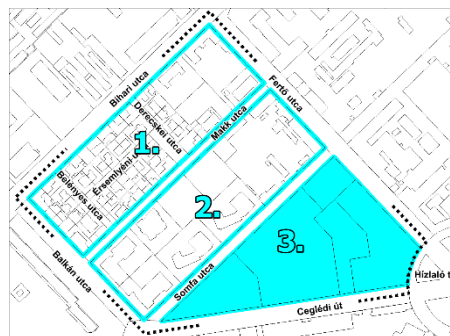 Bihari utca
Fertő utca
Derecskei utca
Makk utca
1.
Érsemlyéni u
Belényes utca
2.
Balkán utca
Somfa utca
3.
Hízlaló t
Ceglédi út